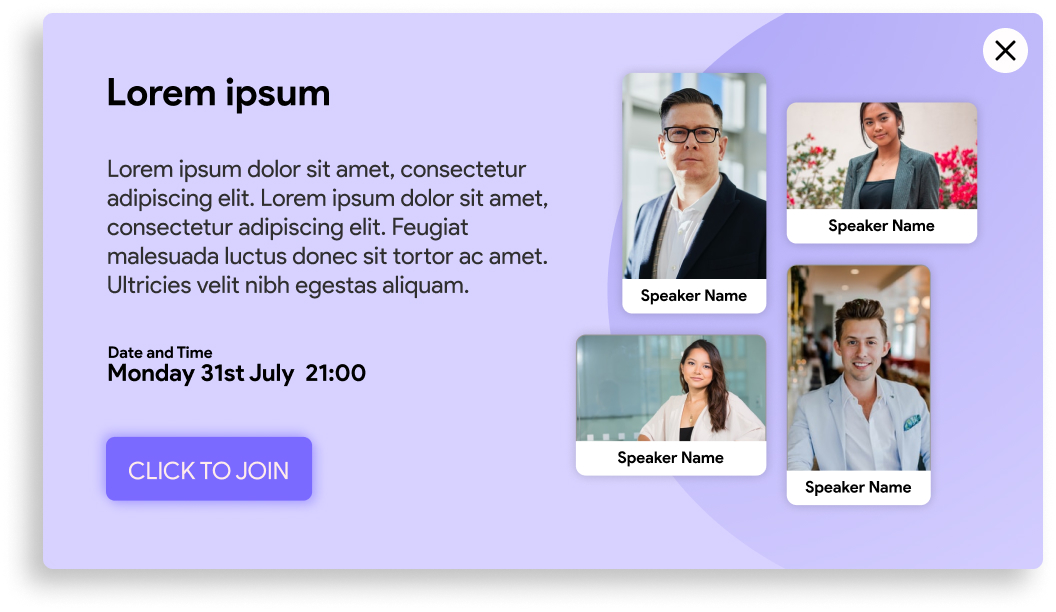 Lorem ipsum
Lorem ipsum dolor sit amet, consectetur
adipiscing elit. Lorem ipsum dolor sit amet,
consectetur adipiscing elit. Feugiat
malesuada luctus donec sit tortor ac amet.
Ultricies velit nibh egestas aliquam.
Date and Time
Monday 31st July  21:00
CLICK TO JOIN
Speaker Name
Speaker Name
Speaker Name
Speaker Name